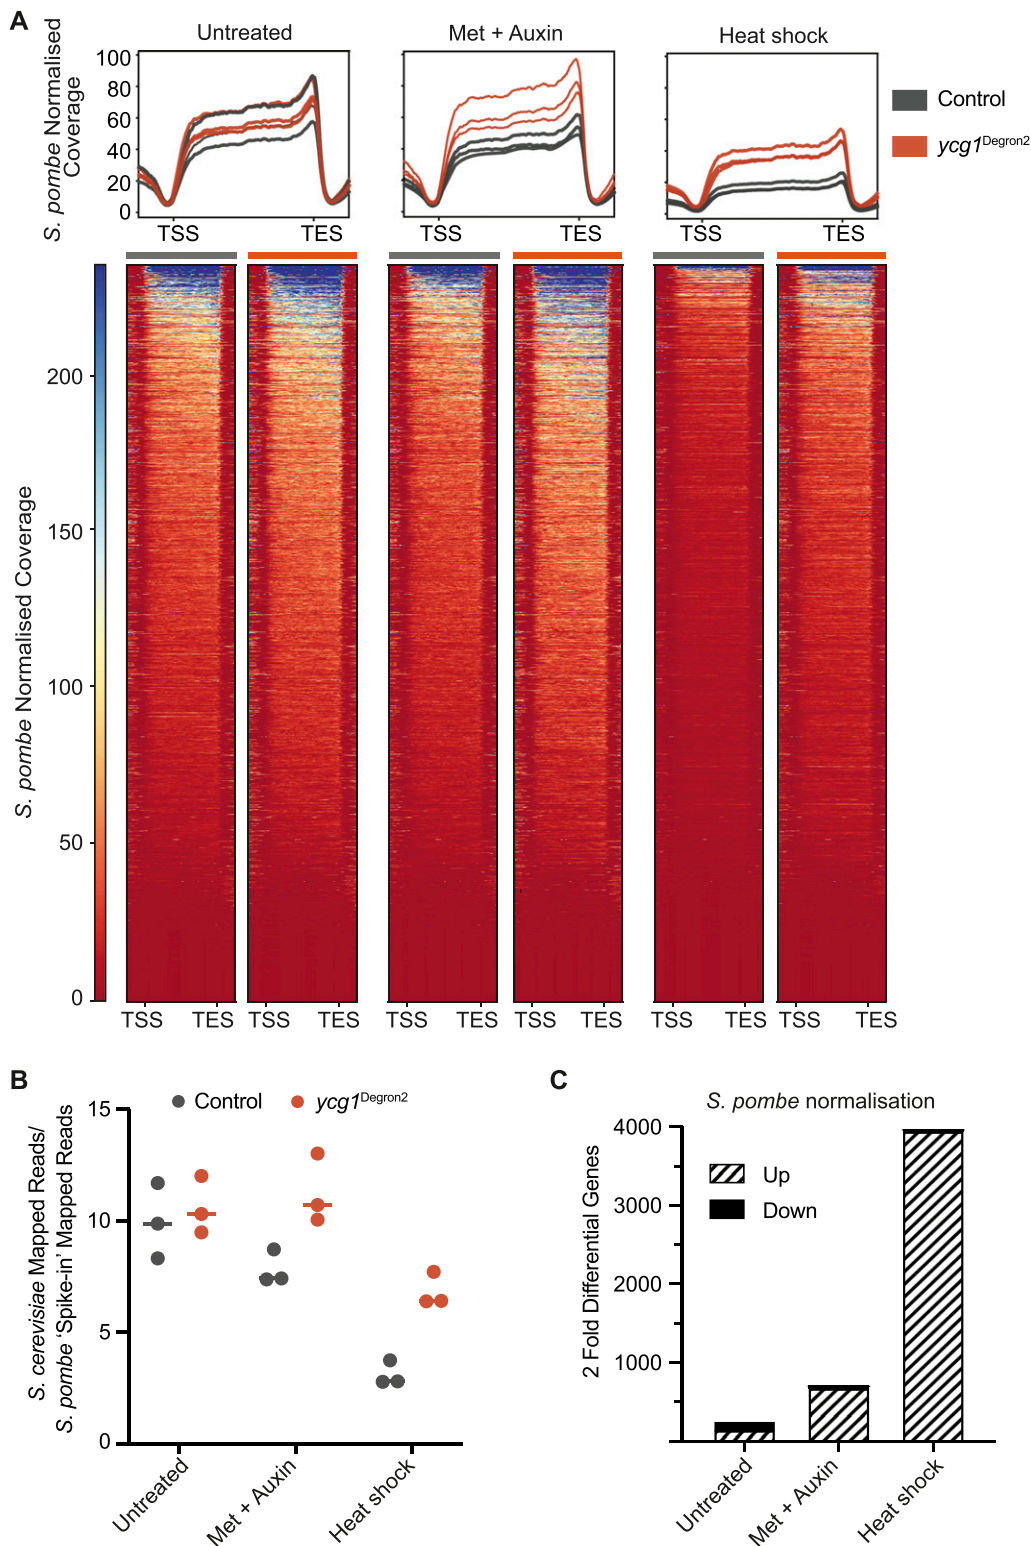 A
Untreated
Met + Auxin
Heat shock
S. pombe Normalised
Coverage
100
80
60
40
20
0
TSS
TES
TSS
TES
TSS
TES
Control
ycg1Degron2
S. pombe Normalised Coverage
200
150
100
50
0
TSS
TES
TSS
TES
TSS
TES
TSS
TES
TSS
TES
TSS
TES
B
Control
ycg1Degron2
S. cerevisiae Mapped Reads/
S. pombe ‘Spike-in’ Mapped Reads
15
10
5
0
Untreated
Met + Auxin
Heat shock
C
S. pombe normalisation
2 Fold Differential Genes
4000
3000
2000
1000
Up
Down
Untreated
Met + Auxin
Heat shock